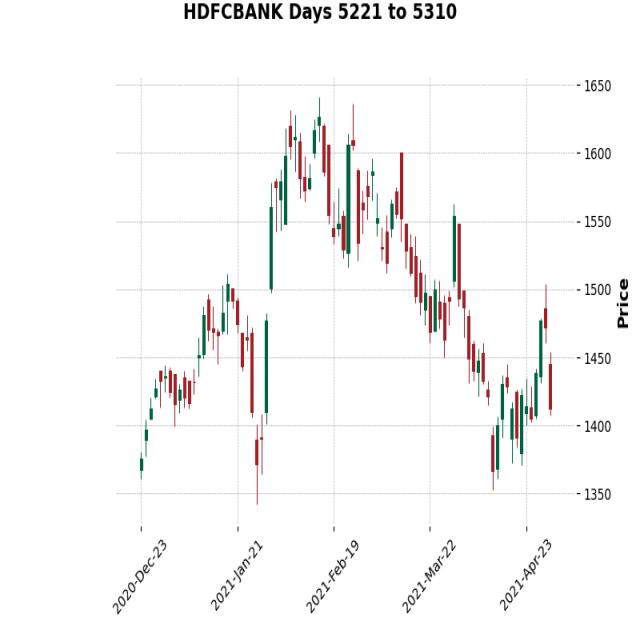 HDFCBANK Days 5221 to 5310
1650
1600
1550
1500
1450
1400
1350
Price
2020-Dec-23
2021-Jan-21
2021-Feb-19
2021-Mar-22
2021-Apr-23